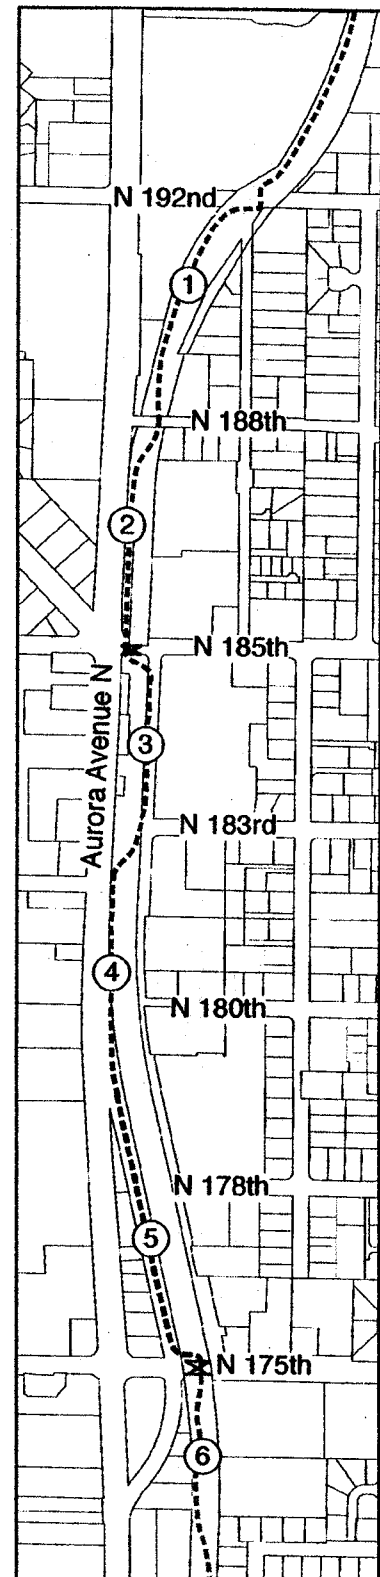 N 192nd
1
N 188th
2
N 185th
Aurora Avenue N
3
N 183rd
4
N 180th
N 178th
5
N 175th
6